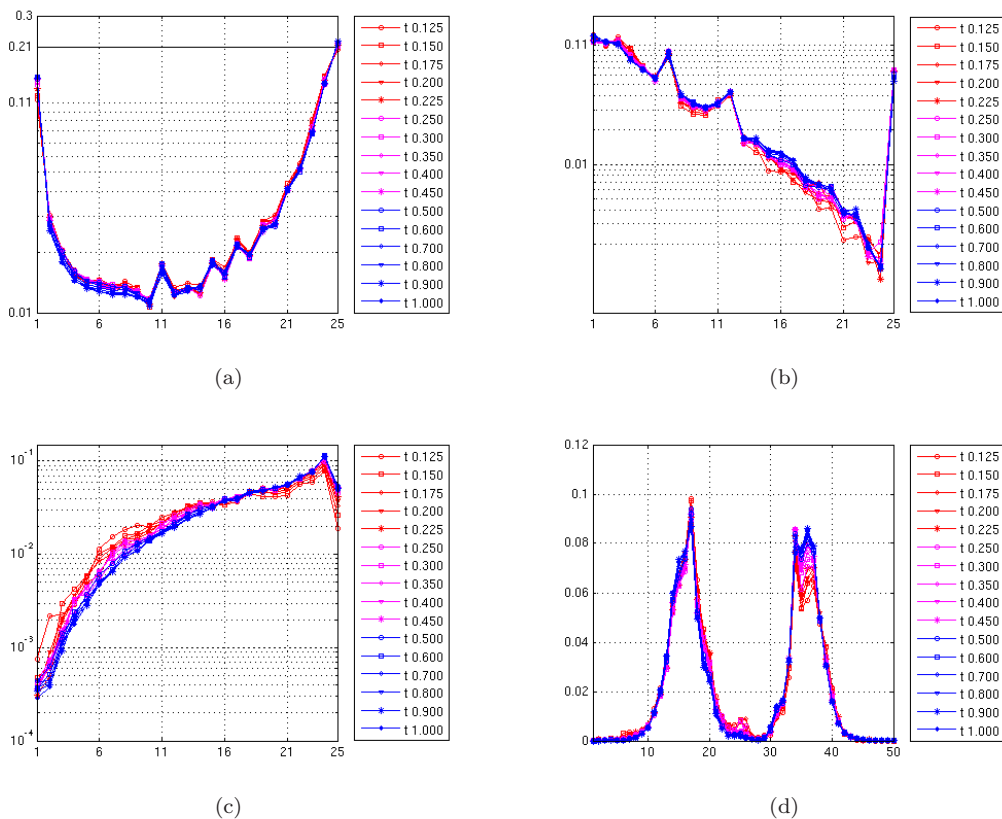 0.3
0.21
0.11
0.01
1 6 11 16 21 25
t 0.125
t 0.150
t 0.175
t 0.200
t 0.225
t 0.250
t 0.300
t 0.350
t 0.400
t 0.450
t 0.500
t 0.600
t 0.700
t 0.800
t 0.900
t 1.000
(a)
0.11
0.01
1 6 11 16 21 25
t 0.125
t 0.150
t 0.175
t 0.200
t 0.225
t 0.250
t 0.300
t 0.350
t 0.400
t 0.450
t 0.500
t 0.600
t 0.700
t 0.800
t 0.900
t 1.000
(b)
10⁻¹
10⁻²
10⁻³
10⁻⁴
1 6 11 16 21 25
t 0.125
t 0.150
t 0.175
t 0.200
t 0.225
t 0.250
t 0.300
t 0.350
t 0.400
t 0.450
t 0.500
t 0.600
t 0.700
t 0.800
t 0.900
t 1.000
(c)
0.12
0.1
0.08
0.06
0.04
0.02
0
10 20 30 40 50
t 0.125
t 0.150
t 0.175
t 0.200
t 0.225
t 0.250
t 0.300
t 0.350
t 0.400
t 0.450
t 0.500
t 0.600
t 0.700
t 0.800
t 0.900
t 1.000
(d)